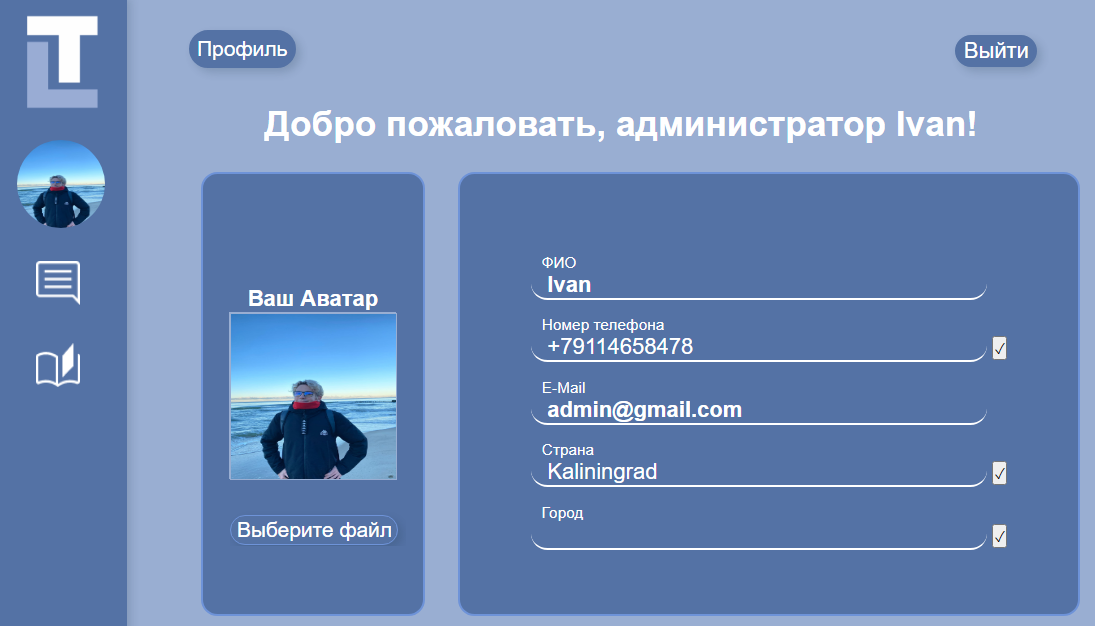 Профиль
Выйти
Добро пожаловать, администратор Ivan!
Ваш Аватар
Выберите файл
ФИО
Ivan
Номер телефона
+79114658478
✓
E-Mail
admin@gmail.com
Страна
Kaliningrad
✓
Город
✓